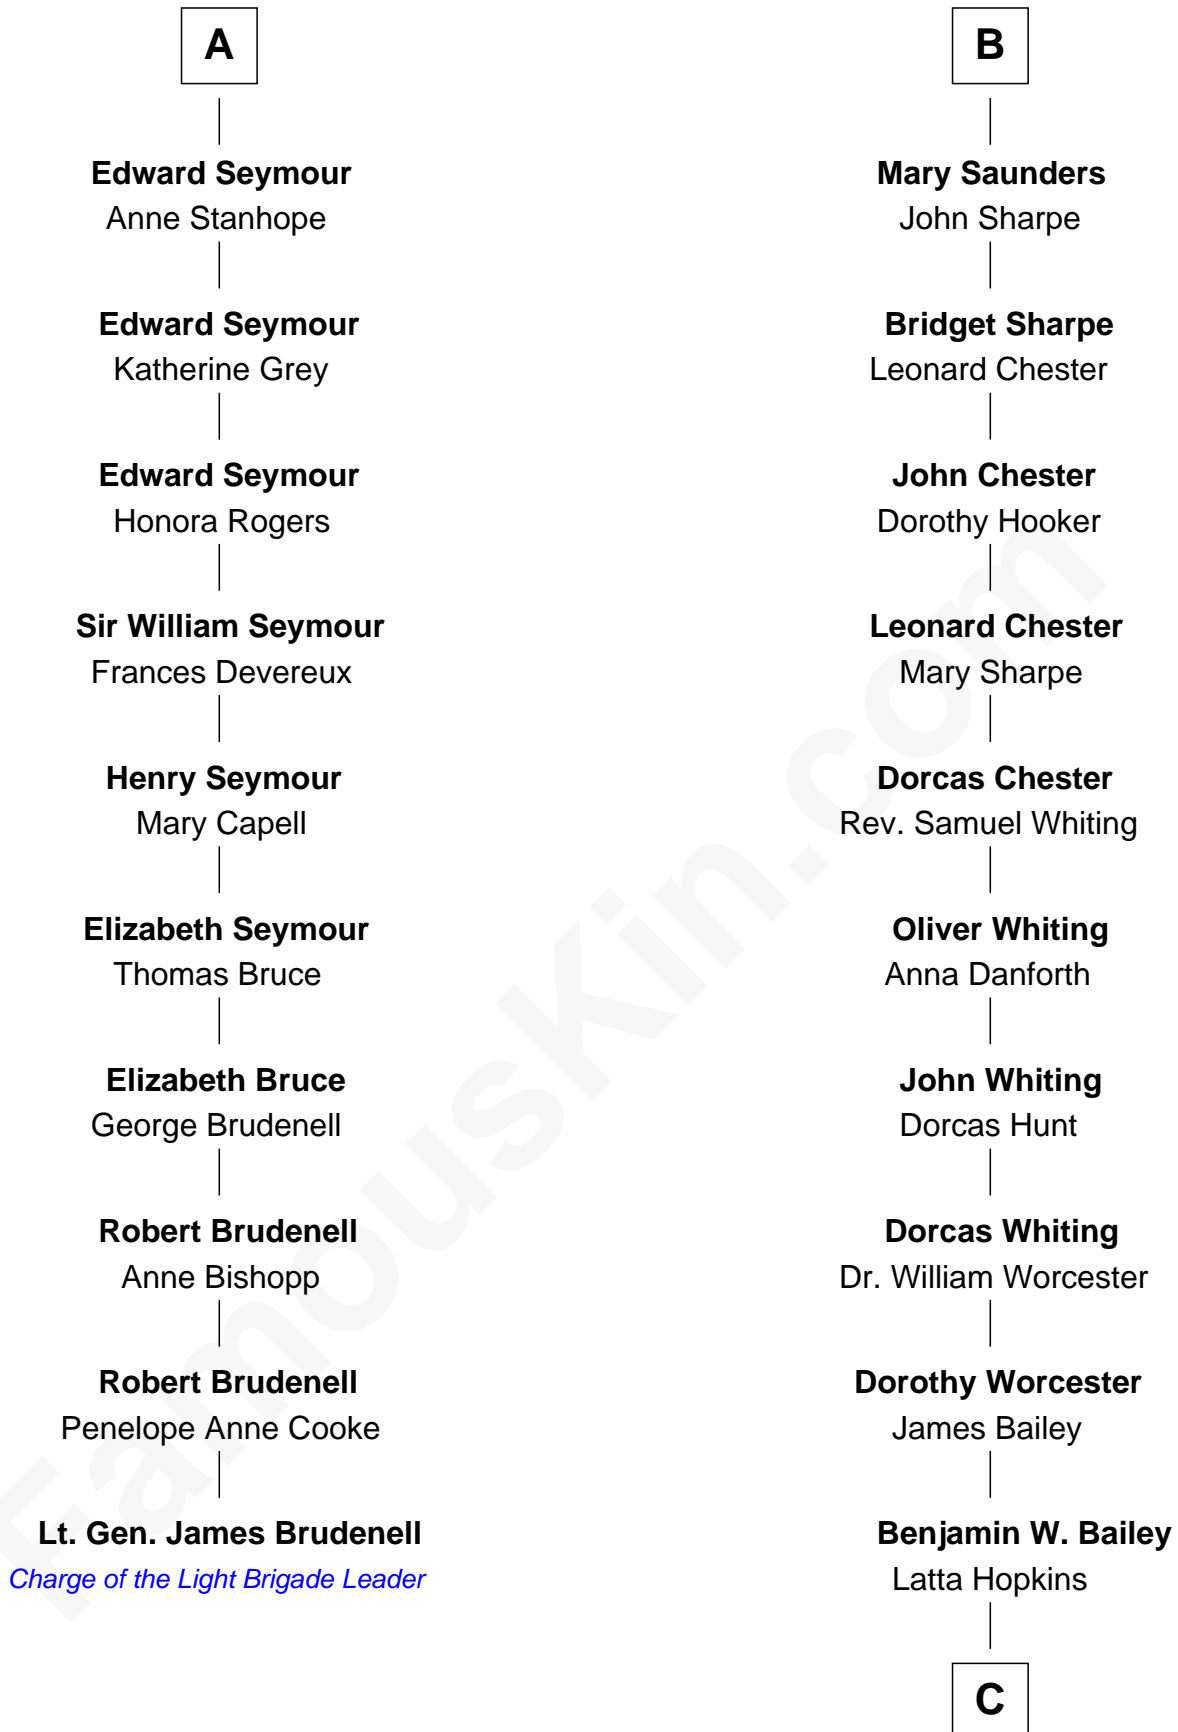 A
Edward Seymour
Anne Stanhope
Edward Seymour
Katherine Grey
Edward Seymour
Honora Rogers
Sir William Seymour
Frances Devereux
Henry Seymour
Mary Capell
Elizabeth Seymour
Thomas Bruce
Elizabeth Bruce
George Brudenell
Robert Brudenell
Anne Bishopp
Robert Brudenell
Penelope Anne Cooke
Lt. Gen. James Brudenell
Charge of the Light Brigade Leader
B
Mary Saunders
John Sharpe
Bridget Sharpe
Leonard Chester
John Chester
Dorothy Hooker
Leonard Chester
Mary Sharpe
Dorcas Chester
Rev. Samuel Whiting
Oliver Whiting
Anna Danforth
John Whiting
Dorcas Hunt
Dorcas Whiting
Dr. William Worcester
Dorothy Worcester
James Bailey
Benjamin W. Bailey
Latta Hopkins
C
FamousKin.com